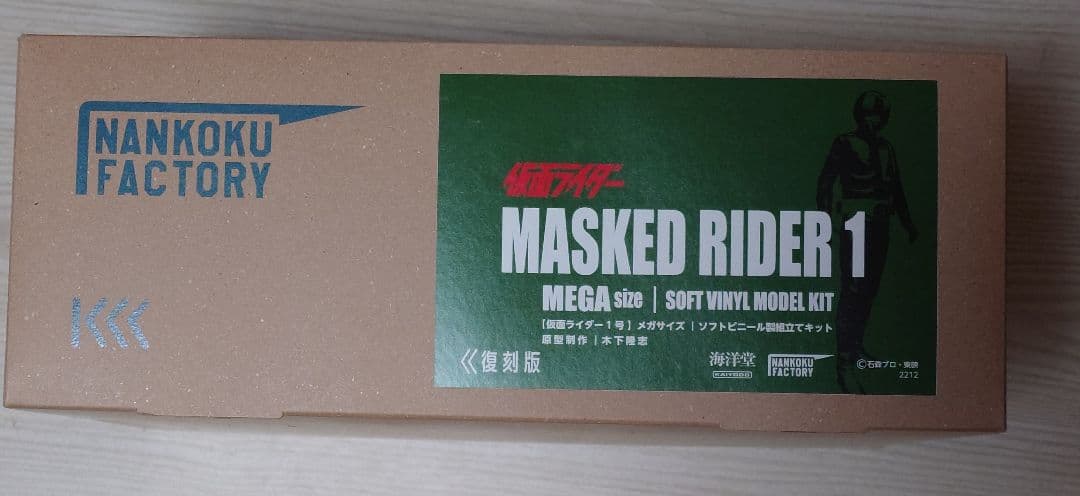 NANKOKU
FACTORY
仮面ライダー
MASKED RIDER 1
MEGA size | SOFT VINYL MODEL KIT
【仮面ライダー1号】メガサイズ | ソフトビニール製組立てキット
原型制作 | 木下隆志
復刻版
海洋堂
KAIYODO
NANKOKU
FACTORY
©石森プロ・東映
2212